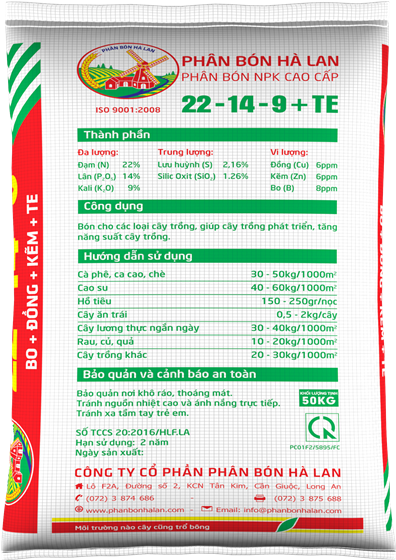 PHÂN BÓN HÀ LAN
PHÂN BÓN HÀ LAN
PHÂN BÓN NPK CAO CẤP
ISO 9001:2008
22-14-9+TE
Thành phần
Đa lượng: Trung lượng: Vi lượng:
Đạm (N) 22% Lưu huỳnh (S) 2,16% Đồng (Cu) 6ppm
Lân (P₂O₅) 14% Silic Oxit (SiO₂) 1.26% Kẽm (Zn) 6ppm
Kali (K₂O) 9% Bo (B) 8ppm
Công dụng
Bón cho các loại cây trồng, giúp cây trồng phát triển, tăng
năng suất cây trồng.
Hướng dẫn sử dụng
Cà phê, ca cao, chè 30 - 50kg/1000m²
Cao su 40 - 60kg/1000m²
Hồ tiêu 150 - 250gr/nọc
Cây ăn trái 0,5 - 2kg/cây
Cây lương thực ngắn ngày 30 - 40kg/1000m²
Rau, củ, quả 10 - 20kg/1000m²
Cây trồng khác 20 - 30kg/1000m²
Bảo quản và cảnh báo an toàn
Bảo quản nơi khô ráo, thoáng mát.
Tránh nguồn nhiệt cao và ánh nắng trực tiếp.
Tránh xa tầm tay trẻ em.
KHỐI LƯỢNG TỊNH
50KG
Số TCCS 20:2016/HLF.LA
Hạn sử dụng: 2 năm
Ngày sản xuất:
CÔNG TY CỔ PHẦN PHÂN BÓN HÀ LAN
Lô F2A, Đường số 2, KCN Tân Kim, Cần Giuộc, Long An
(072) 3 874 686 - (072) 3 875 688
www.phanbonhalan.com - Email: info@phanbonhalan.com
Môi trường nào cây cũng trổ bông
BO + ĐỒNG + KẼM + TE